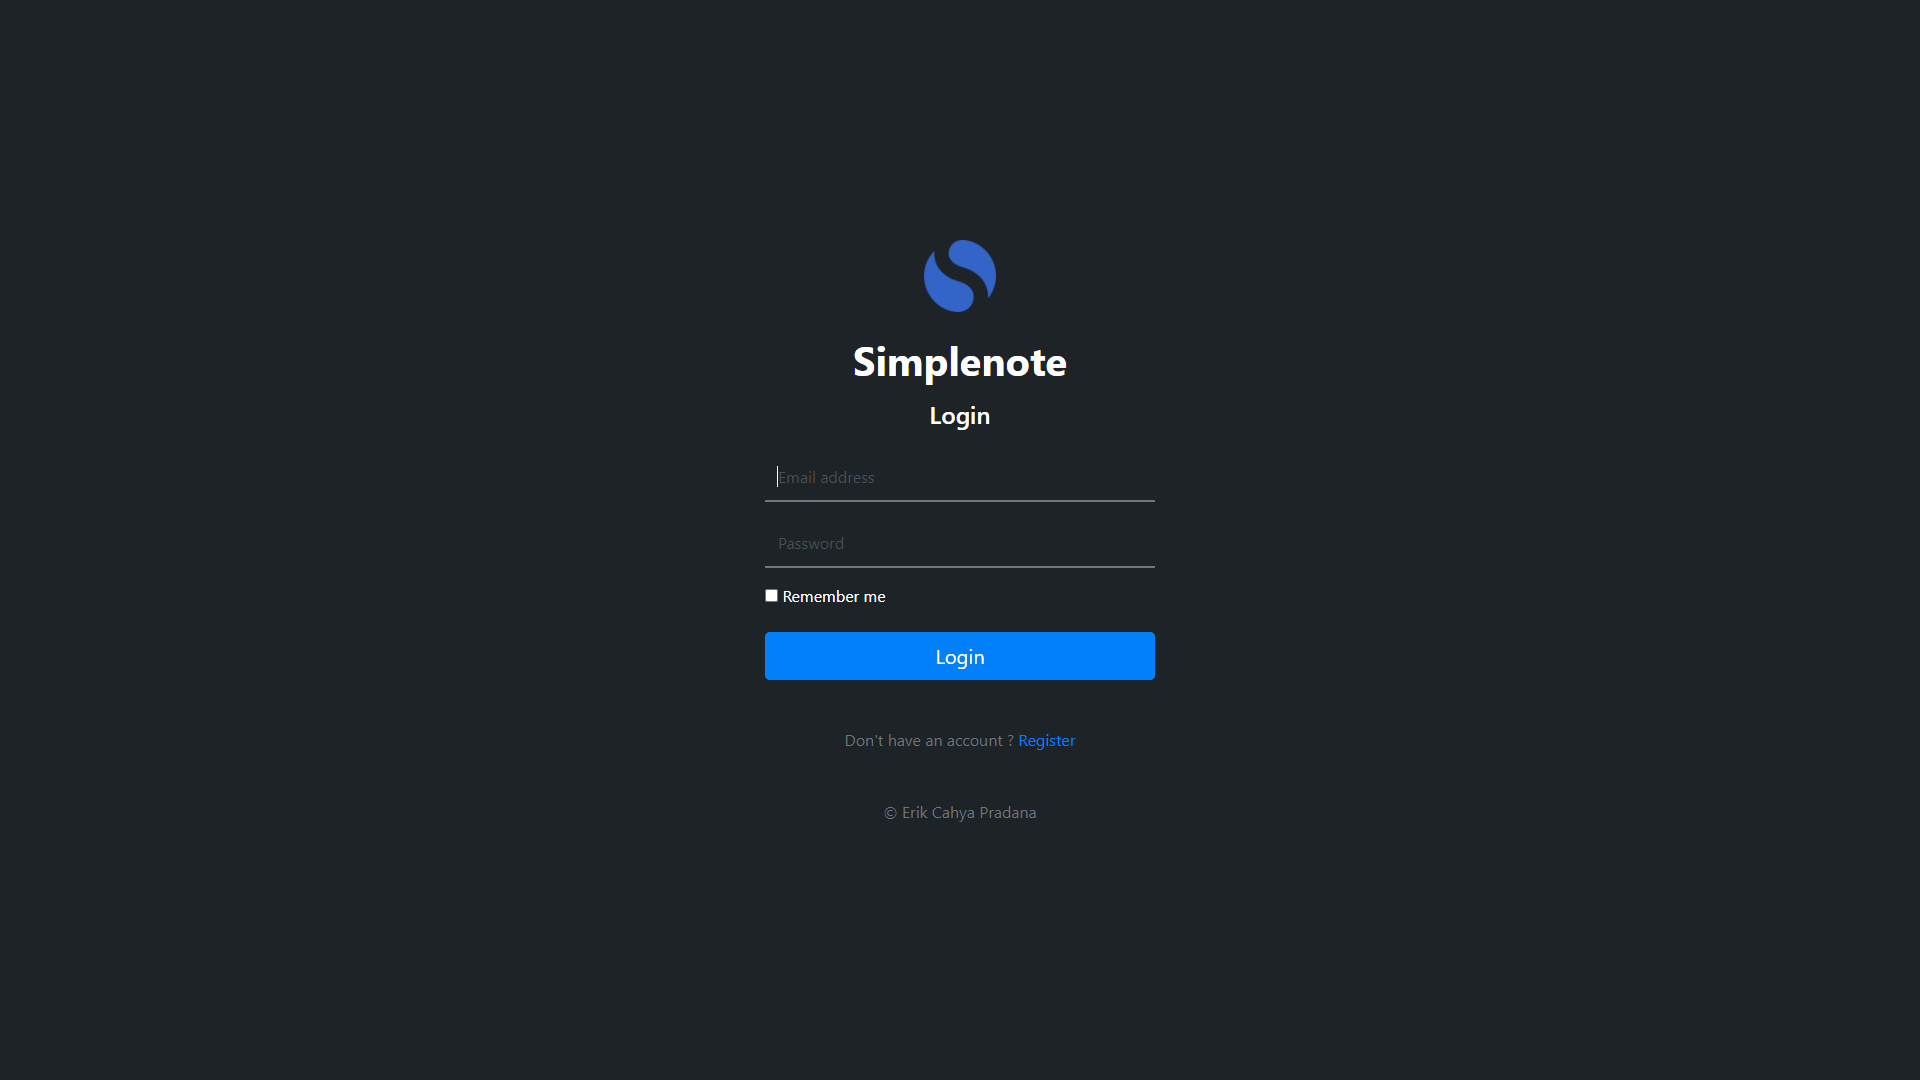 Simplenote
Login
Email address
Password
Remember me
Login
Don't have an account ? Register
© Erik Cahya Pradana